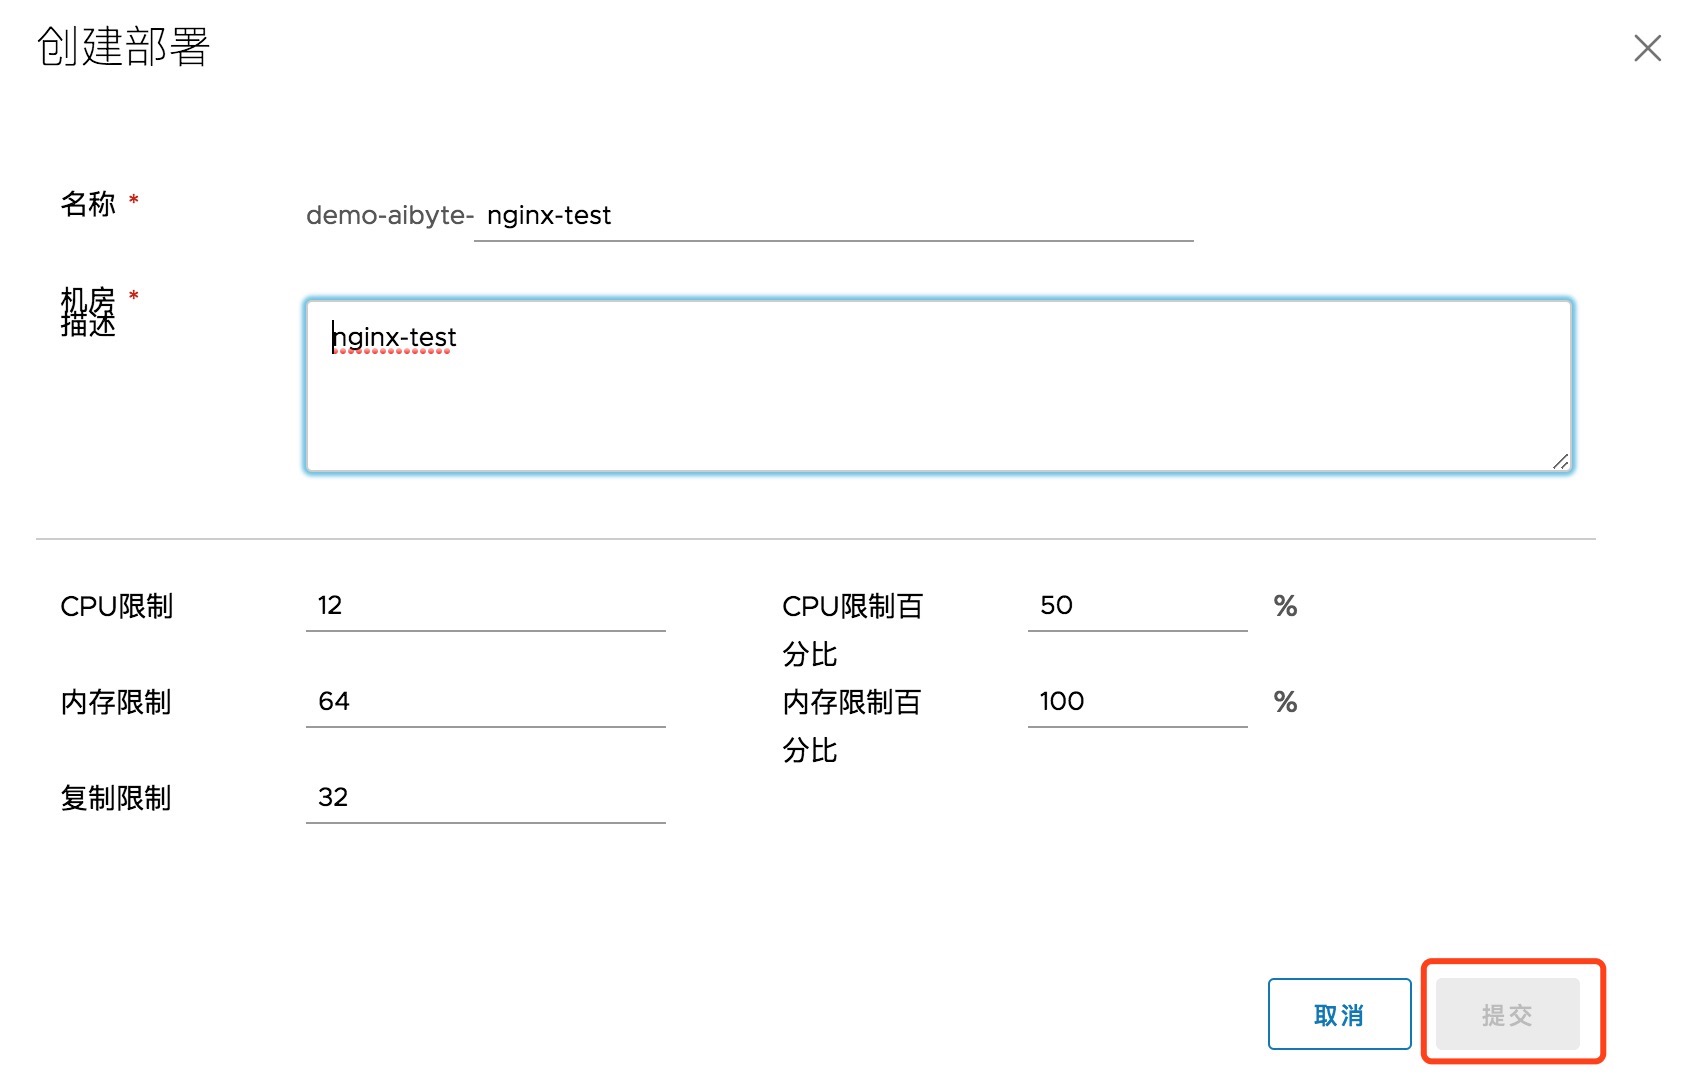 创建部署
名称 *
demo-aibyte- nginx-test
机房 *
描述
nginx-test
CPU限制
12
CPU限制百分比
50
%
内存限制
64
内存限制百分比
100
%
复制限制
32
取消
提交